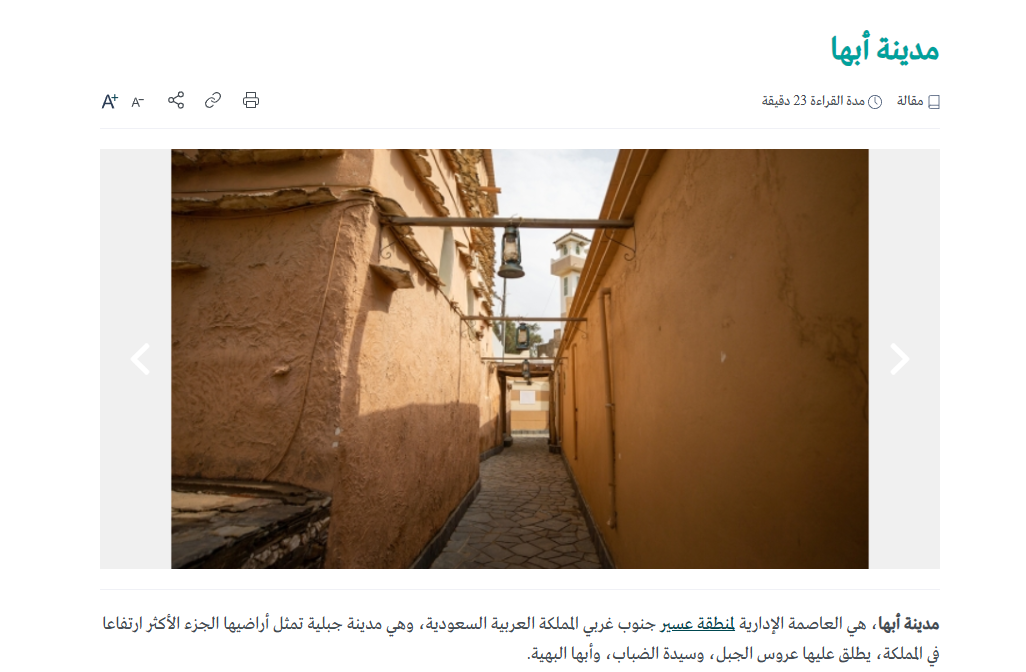 مدينة أبها
مقالة
مدة القراءة 23 دقيقة
A+ A-
مدينة أبها، هي العاصمة الإدارية لمنطقة عسير جنوب غربي المملكة العربية السعودية، وهي مدينة جبلية تمثل أراضيها الجزء الأكثر ارتفاعا
في المملكة، يطلق عليها عروس الجبل، وسيدة الضباب، وأبها البهية.